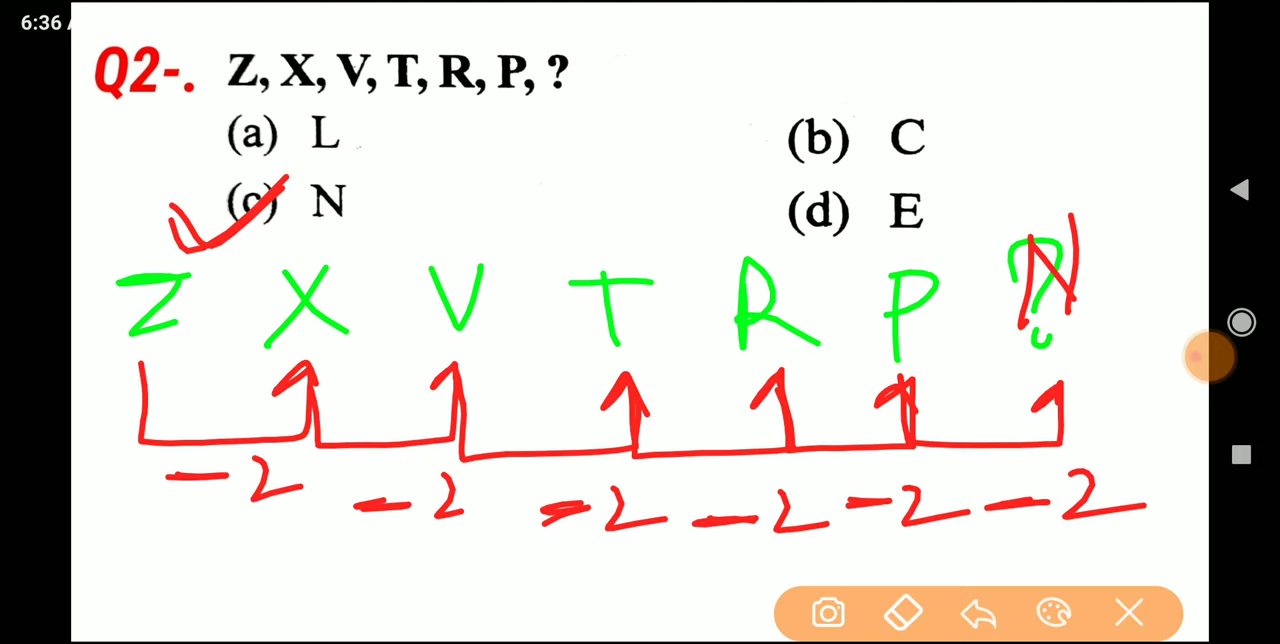 6:36
Q2-. Z, X, V, T, R, P, ?
(a) L (b) C
(c) N (d) E
Z X V T R P ? N
-2 -2 -2 -2 -2 -2